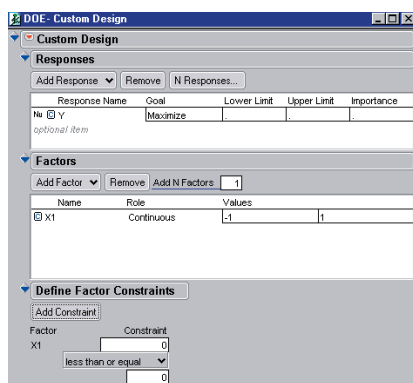 DOE- Custom Design
Custom Design
Responses
Add Response Remove N Responses...
Response Name Goal Lower Limit Upper Limit Importance
Nu C Y Maximize . . .
optional item
Factors
Add Factor Remove Add N Factors 1
Name Role Values
C X1 Continuous -1 1
Define Factor Constraints
Add Constraint
Factor Constraint
X1 0
less than or equal
0